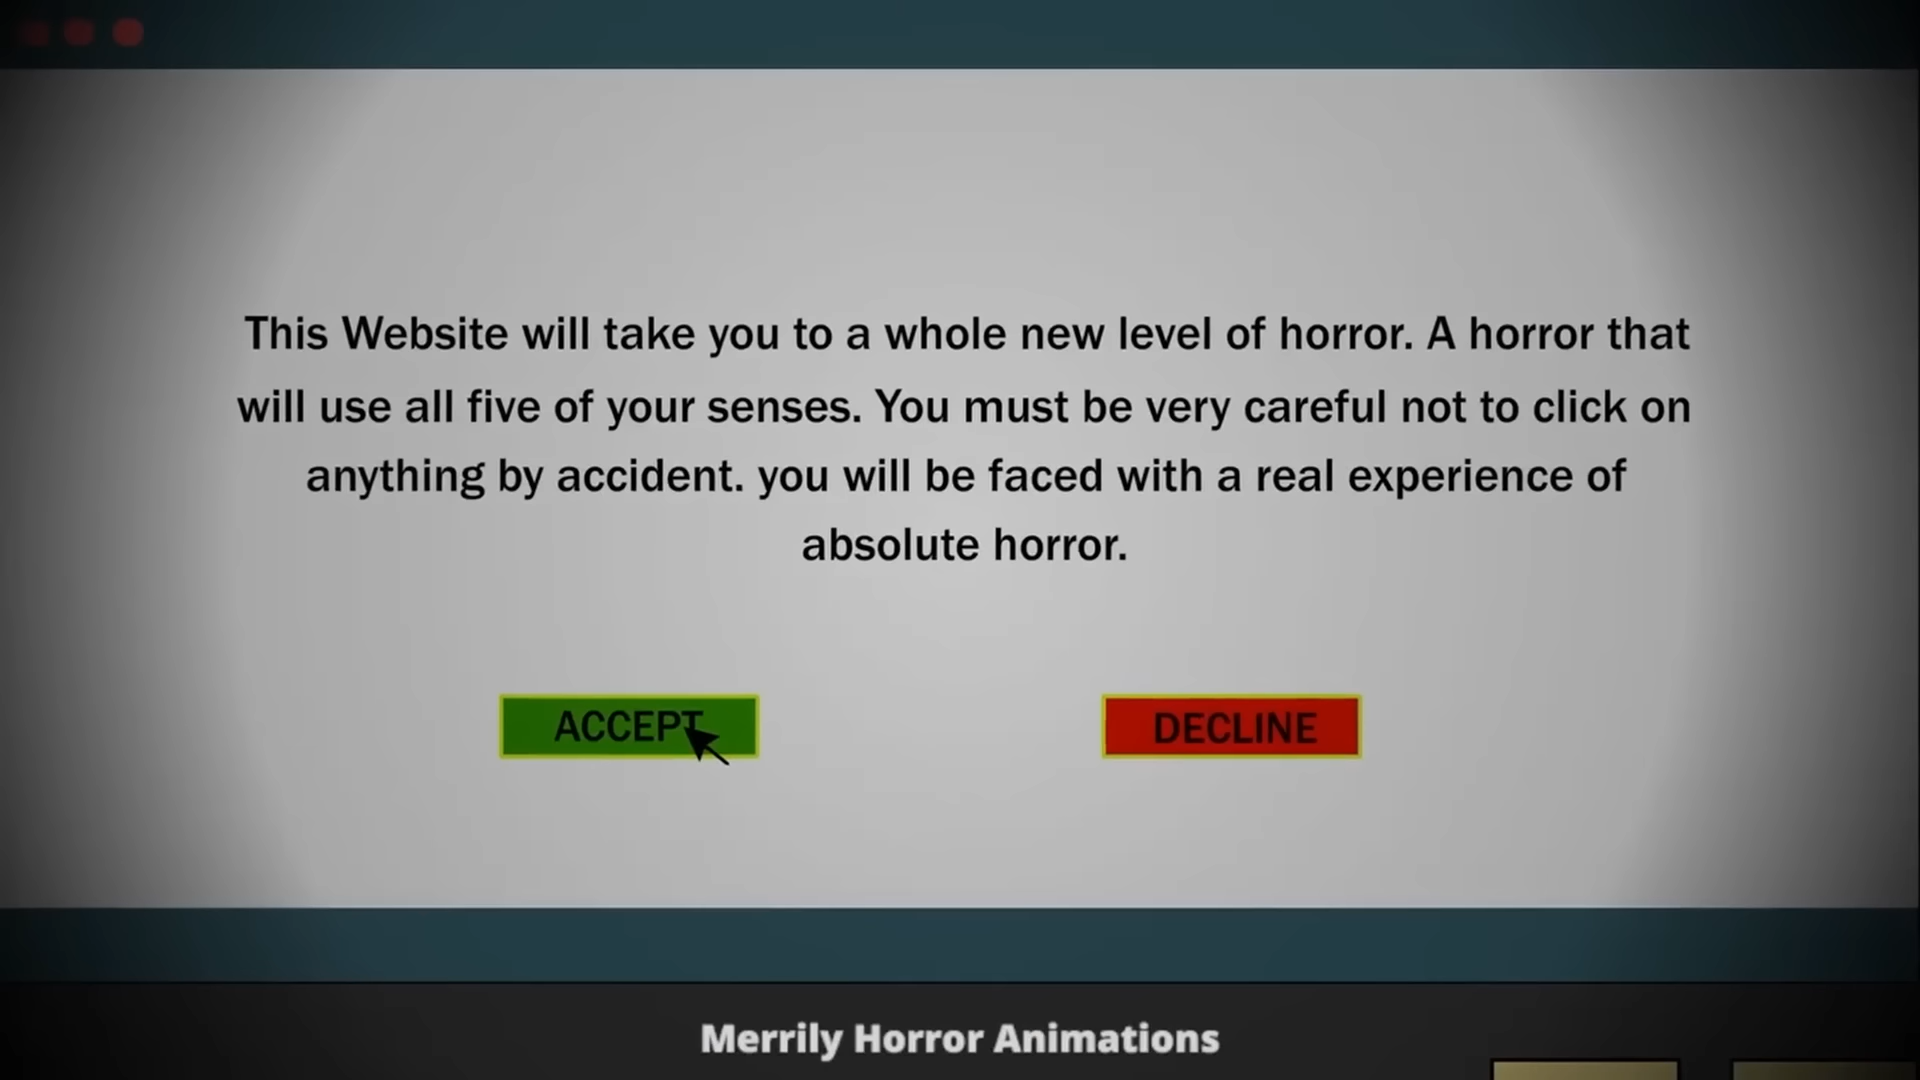 This Website will take you to a whole new level of horror. A horror that
will use all five of your senses. You must be very careful not to click on
anything by accident. you will be faced with a real experience of
absolute horror.
ACCEPT
DECLINE
Merrily Horror Animations